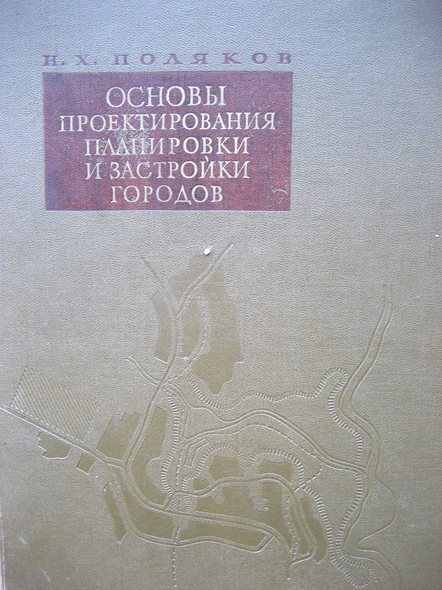 Н. Х. ПОЛЯКОВ
ОСНОВЫ
ПРОЕКТИРОВАНИЯ
ПЛАНИРОВКИ
И ЗАСТРОЙКИ
ГОРОДОВ